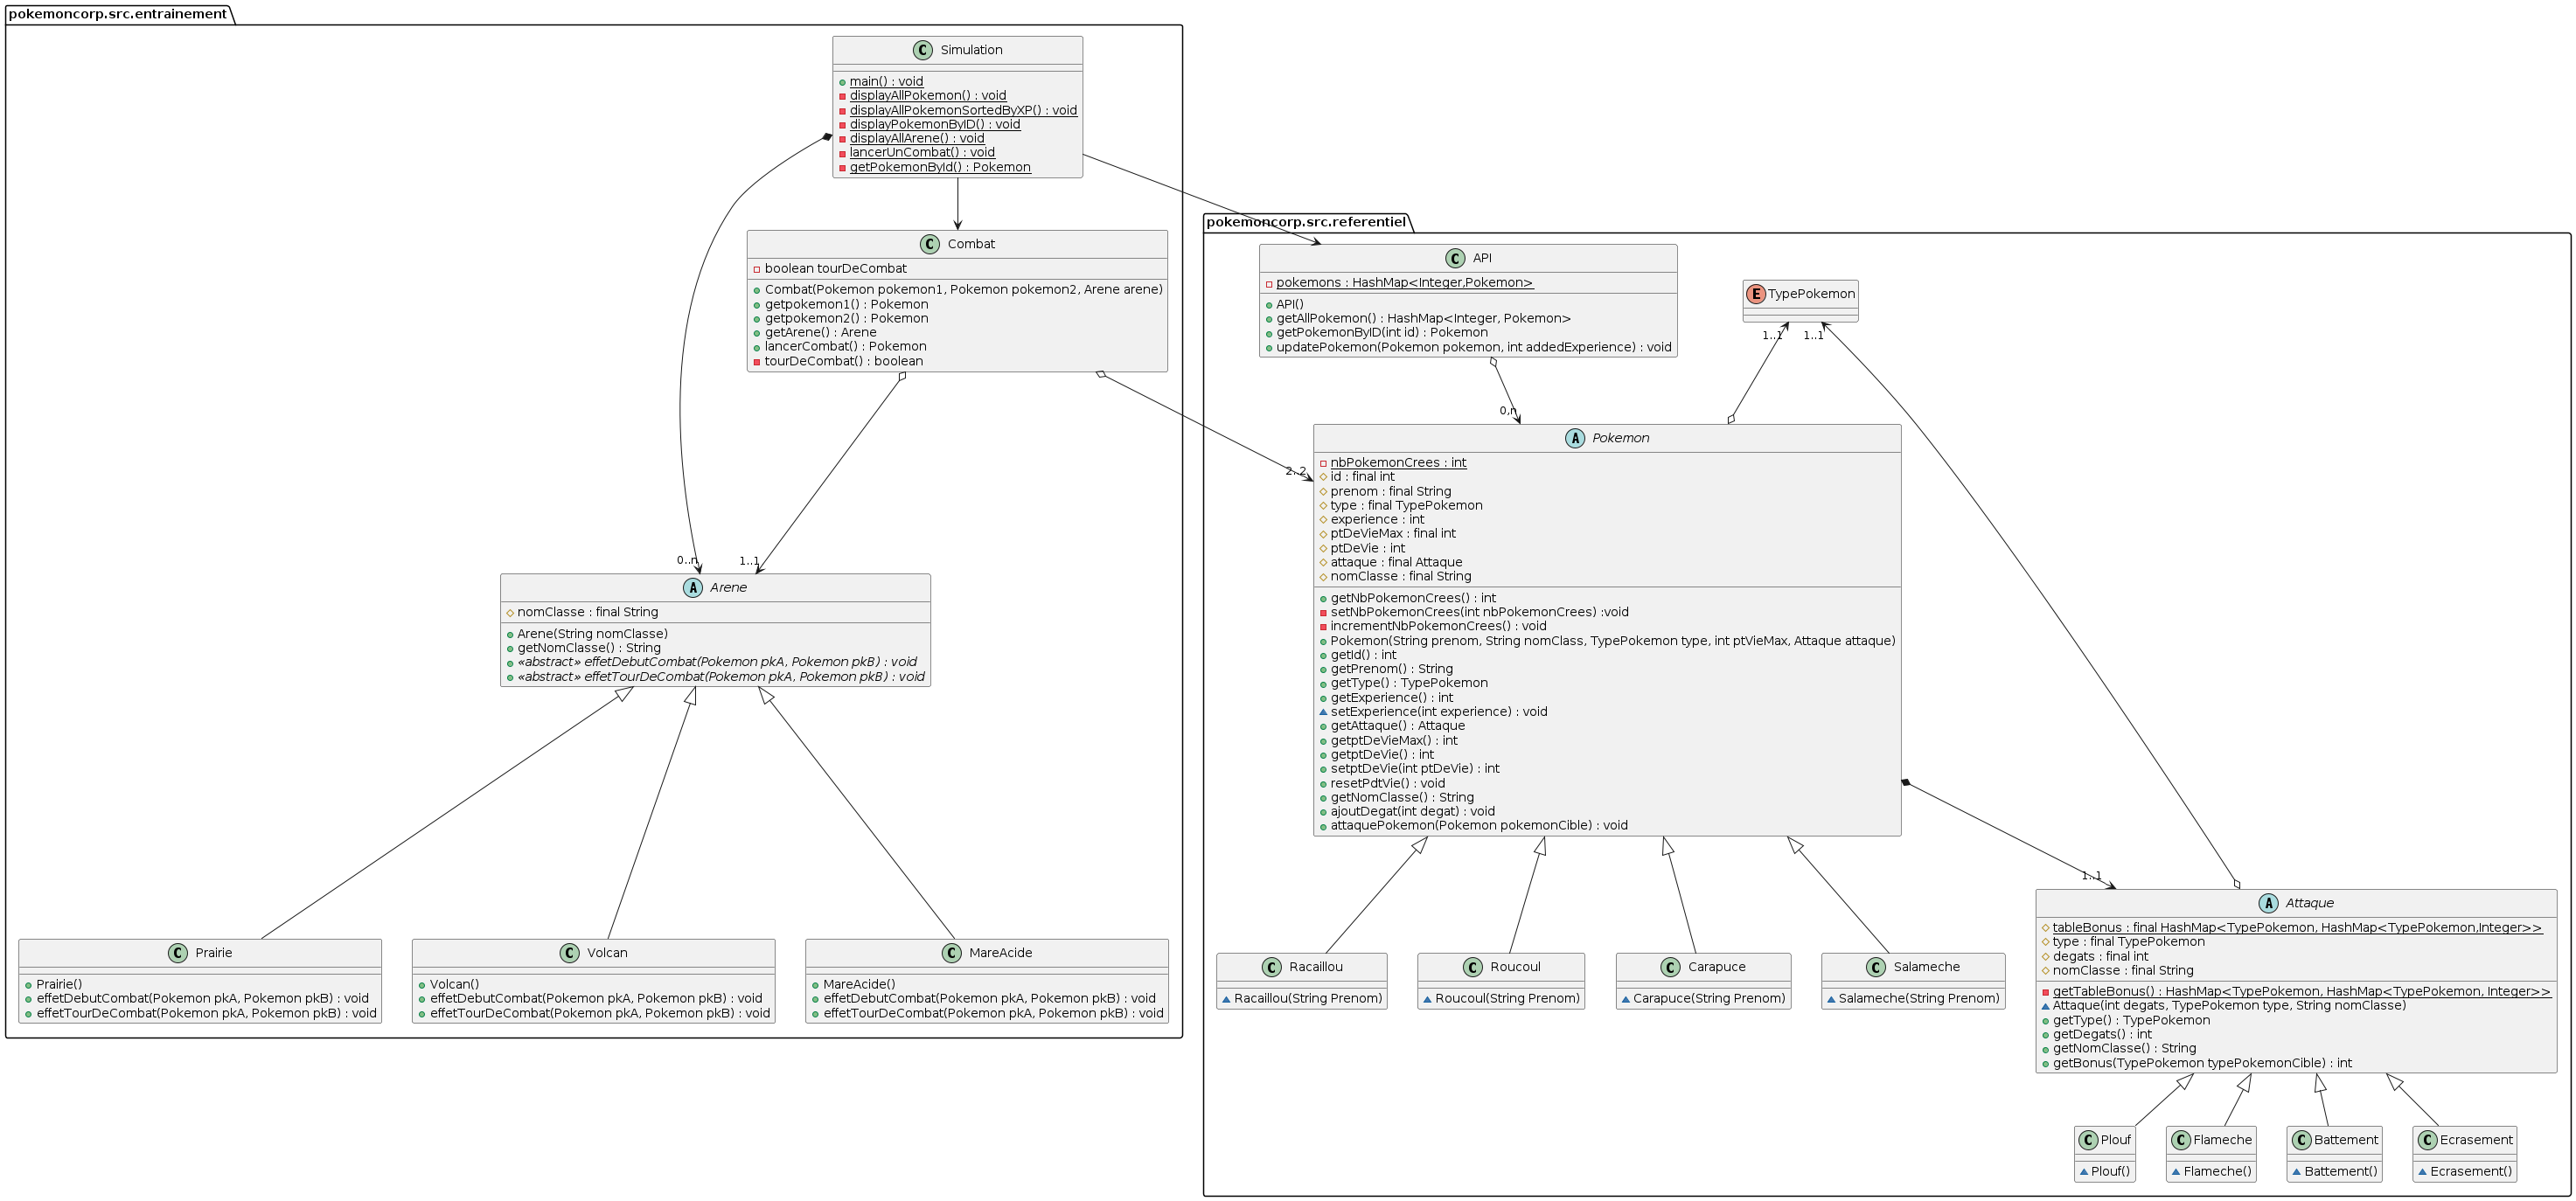 pokemoncorp.src.entrainement
C Simulation
main() : void
displayAllPokemon() : void
displayAllPokemonSortedByXP() : void
displayPokemonByID() : void
displayAllArene() : void
lancerUnCombat() : void
getPokemonById() : Pokemon
C Combat
boolean tourDeCombat
Combat(Pokemon pokemon1, Pokemon pokemon2, Arene arene)
getpokemon1() : Pokemon
getpokemon2() : Pokemon
getArene() : Arene
lancerCombat() : Pokemon
tourDeCombat() : boolean
0..n
1..1
A Arene
nomClasse : final String
Arene(String nomClasse)
getNomClasse() : String
«abstract» effetDebutCombat(Pokemon pkA, Pokemon pkB) : void
«abstract» effetTourDeCombat(Pokemon pkA, Pokemon pkB) : void
C Prairie
Prairie()
effetDebutCombat(Pokemon pkA, Pokemon pkB) : void
effetTourDeCombat(Pokemon pkA, Pokemon pkB) : void
C Volcan
Volcan()
effetDebutCombat(Pokemon pkA, Pokemon pkB) : void
effetTourDeCombat(Pokemon pkA, Pokemon pkB) : void
C MareAcide
MareAcide()
effetDebutCombat(Pokemon pkA, Pokemon pkB) : void
effetTourDeCombat(Pokemon pkA, Pokemon pkB) : void
pokemoncorp.src.referentiel
C API
pokemons : HashMap<Integer,Pokemon>
API()
getAllPokemon() : HashMap<Integer, Pokemon>
getPokemonByID(int id) : Pokemon
updatePokemon(Pokemon pokemon, int addedExperience) : void
E TypePokemon
1..1
1..1
0,n
2..2
A Pokemon
nbPokemonCrees : int
id : final int
prenom : final String
type : final TypePokemon
experience : int
ptDeVieMax : final int
ptDeVie : int
attaque : final Attaque
nomClasse : final String
getNbPokemonCrees() : int
setNbPokemonCrees(int nbPokemonCrees) :void
incrementNbPokemonCrees() : void
Pokemon(String prenom, String nomClass, TypePokemon type, int ptVieMax, Attaque attaque)
getId() : int
getPrenom() : String
getType() : TypePokemon
getExperience() : int
setExperience(int experience) : void
getAttaque() : Attaque
getptDeVieMax() : int
getptDeVie() : int
setptDeVie(int ptDeVie) : int
resetPdtVie() : void
getNomClasse() : String
ajoutDegat(int degat) : void
attaquePokemon(Pokemon pokemonCible) : void
1..1
C Racaillou
Racaillou(String Prenom)
C Roucoul
Roucoul(String Prenom)
C Carapuce
Carapuce(String Prenom)
C Salameche
Salameche(String Prenom)
A Attaque
tableBonus : final HashMap<TypePokemon, HashMap<TypePokemon,Integer>>
type : final TypePokemon
degats : final int
nomClasse : final String
getTableBonus() : HashMap<TypePokemon, HashMap<TypePokemon, Integer>>
Attaque(int degats, TypePokemon type, String nomClasse)
getType() : TypePokemon
getDegats() : int
getNomClasse() : String
getBonus(TypePokemon typePokemonCible) : int
C Plouf
Plouf()
C Flameche
Flameche()
C Battement
Battement()
C Ecrasement
Ecrasement()